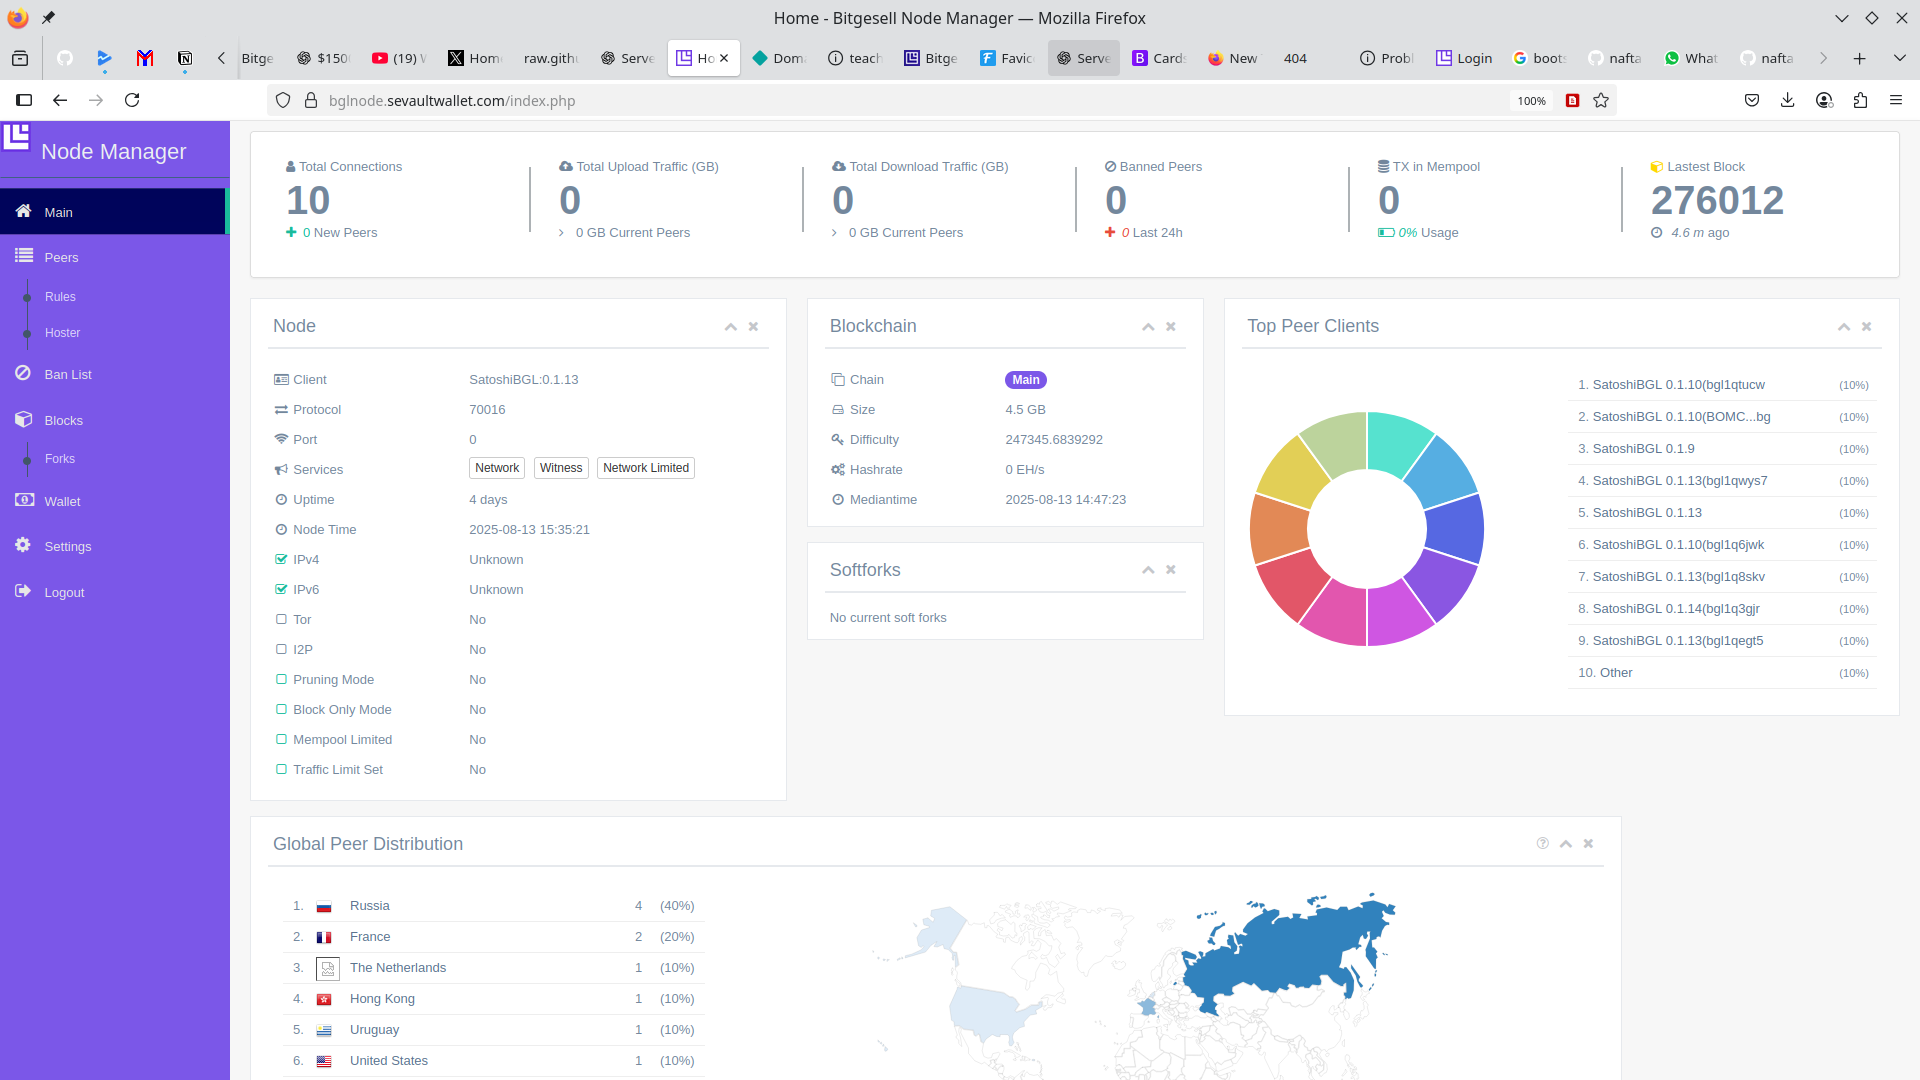 Home - Bitgesell Node Manager — Mozilla Firefox
Bitge $150 (19) Hom raw.gith Serve Ho Dom teach Bitge Favic Serve Cards New 404 Probl Login boots nafta What nafta
bglnode.sevaultwallet.com/index.php 100%
Node Manager
Main
Peers
Rules
Hoster
Ban List
Blocks
Forks
Wallet
Settings
Logout
Total Connections
10
0 New Peers
Total Upload Traffic (GB)
0
0 GB Current Peers
Total Download Traffic (GB)
0
0 GB Current Peers
Banned Peers
0
0 Last 24h
TX in Mempool
0
0% Usage
Lastest Block
276012
4.6 m ago
Node
Client SatoshiBGL:0.1.13
Protocol 70016
Port 0
Services Network Witness Network Limited
Uptime 4 days
Node Time 2025-08-13 15:35:21
IPv4 Unknown
IPv6 Unknown
Tor No
I2P No
Pruning Mode No
Block Only Mode No
Mempool Limited No
Traffic Limit Set No
Blockchain
Chain Main
Size 4.5 GB
Difficulty 247345.6839292
Hashrate 0 EH/s
Mediantime 2025-08-13 14:47:23
Softforks
No current soft forks
Top Peer Clients
1. SatoshiBGL 0.1.10(bgl1qtucw (10%)
2. SatoshiBGL 0.1.10(BOMC...bg (10%)
3. SatoshiBGL 0.1.9 (10%)
4. SatoshiBGL 0.1.13(bgl1qwys7 (10%)
5. SatoshiBGL 0.1.13 (10%)
6. SatoshiBGL 0.1.10(bgl1q6jwk (10%)
7. SatoshiBGL 0.1.13(bgl1q8skv (10%)
8. SatoshiBGL 0.1.14(bgl1q3gjr (10%)
9. SatoshiBGL 0.1.13(bgl1qegt5 (10%)
10. Other (10%)
Global Peer Distribution
1. Russia 4 (40%)
2. France 2 (20%)
3. The Netherlands 1 (10%)
4. Hong Kong 1 (10%)
5. Uruguay 1 (10%)
6. United States 1 (10%)